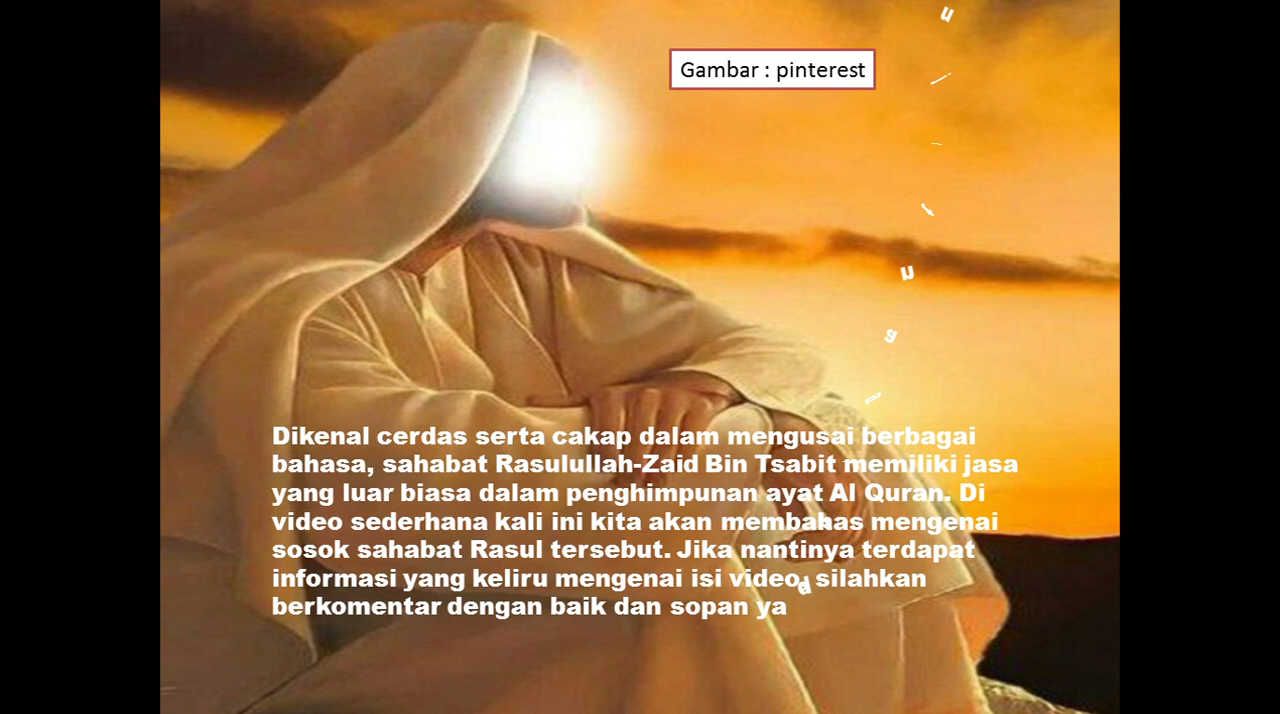 Gambar : pinterest
Dikenal cerdas serta cakap dalam mengusai berbagai
bahasa, sahabat Rasulullah-Zaid Bin Tsabit memiliki jasa
yang luar biasa dalam penghimpunan ayat Al Quran. Di
video sederhana kali ini kita akan membahas mengenai
sosok sahabat Rasul tersebut. Jika nantinya terdapat
informasi yang keliru mengenai isi video, silahkan
berkomentar dengan baik dan sopan ya